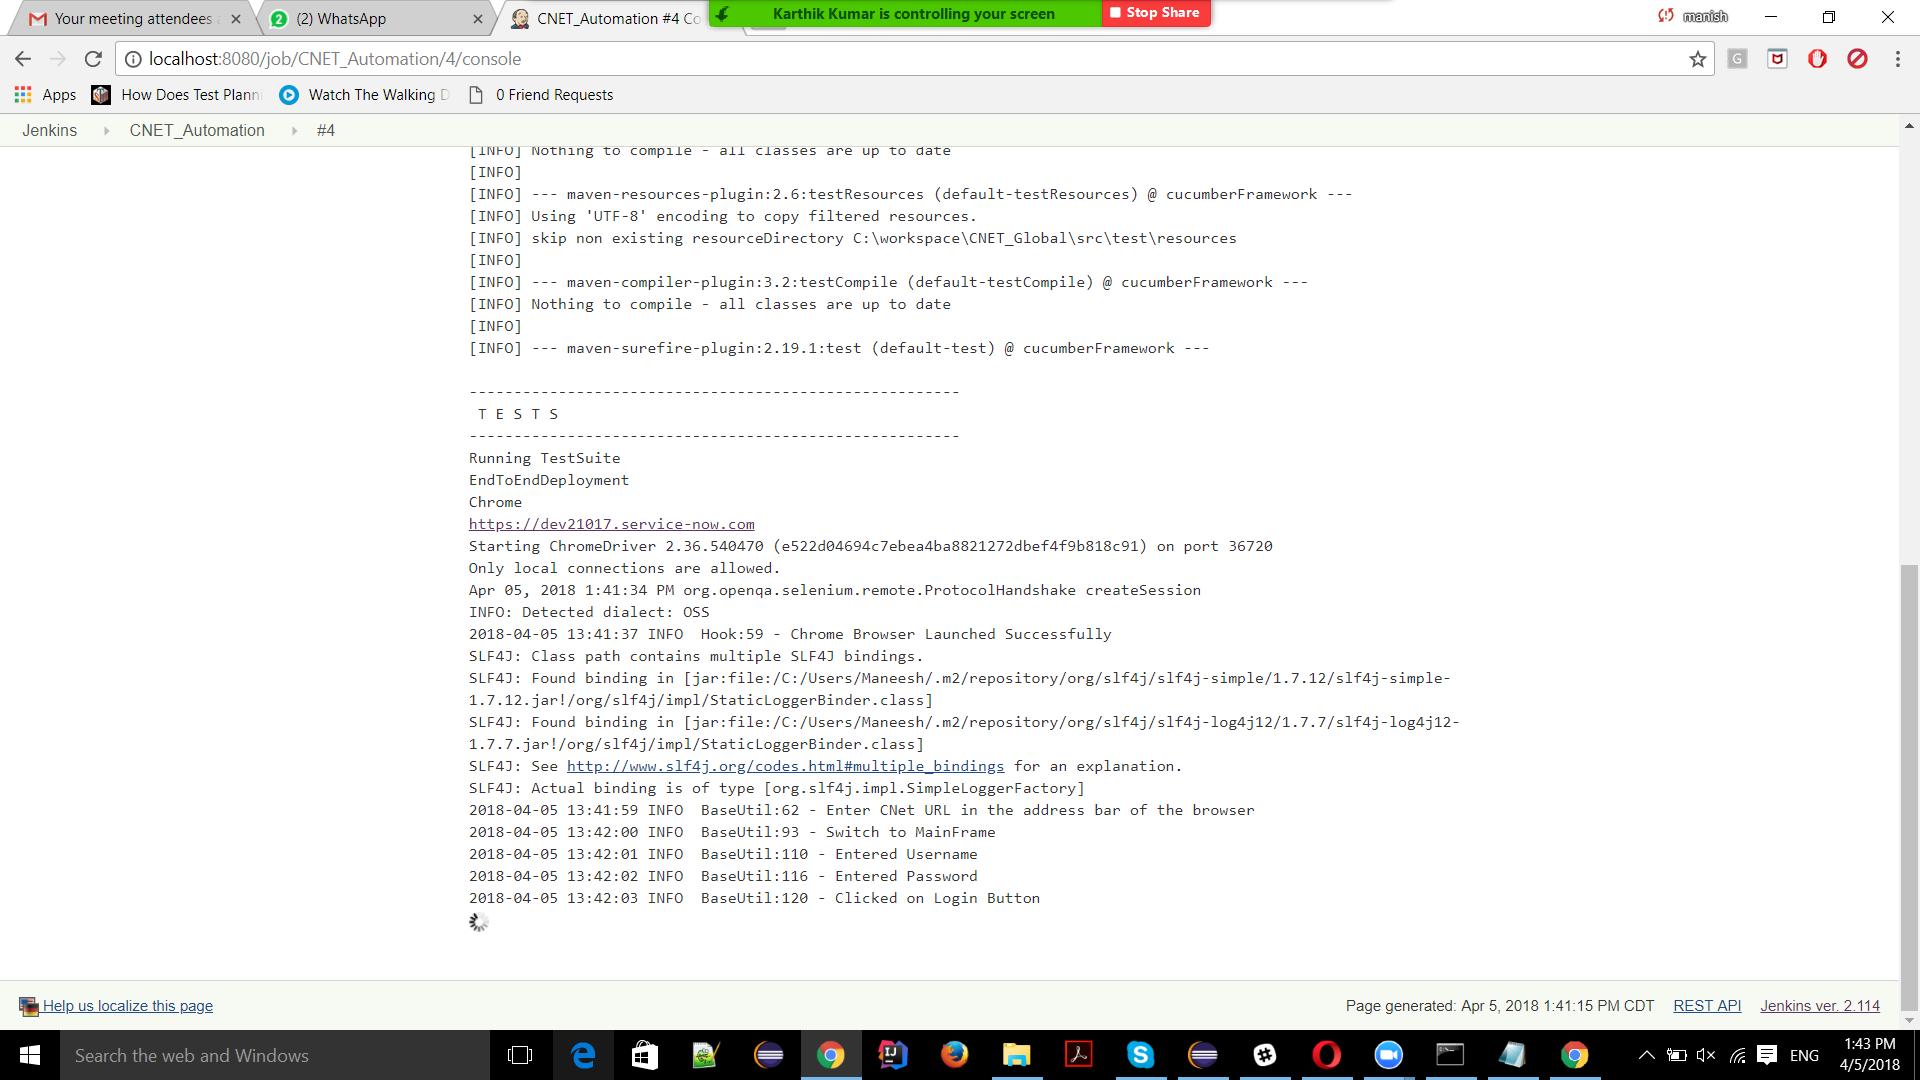 Your meeting attendees
(2) WhatsApp
CNET_Automation #4 Co
Karthik Kumar is controlling your screen
Stop Share
manish
localhost:8080/job/CNET_Automation/4/console
Apps
How Does Test Plann
Watch The Walking D
0 Friend Requests
Jenkins
CNET_Automation
#4
[INFO] Nothing to compile - all classes are up to date
[INFO]
[INFO] --- maven-resources-plugin:2.6:testResources (default-testResources) @ cucumberFramework ---
[INFO] Using 'UTF-8' encoding to copy filtered resources.
[INFO] skip non existing resourceDirectory C:\workspace\CNET_Global\src\test\resources
[INFO]
[INFO] --- maven-compiler-plugin:3.2:testCompile (default-testCompile) @ cucumberFramework ---
[INFO] Nothing to compile - all classes are up to date
[INFO]
[INFO] --- maven-surefire-plugin:2.19.1:test (default-test) @ cucumberFramework ---
-------------------------------------------------------
T E S T S
-------------------------------------------------------
Running TestSuite
EndToEndDeployment
Chrome
https://dev21017.service-now.com
Starting ChromeDriver 2.36.540470 (e522d04694c7ebea4ba8821272dbef4f9b818c91) on port 36720
Only local connections are allowed.
Apr 05, 2018 1:41:34 PM org.openqa.selenium.remote.ProtocolHandshake createSession
INFO: Detected dialect: OSS
2018-04-05 13:41:37 INFO  Hook:59 - Chrome Browser Launched Successfully
SLF4J: Class path contains multiple SLF4J bindings.
SLF4J: Found binding in [jar:file:/C:/Users/Maneesh/.m2/repository/org/slf4j/slf4j-simple/1.7.12/slf4j-simple-
1.7.12.jar!/org/slf4j/impl/StaticLoggerBinder.class]
SLF4J: Found binding in [jar:file:/C:/Users/Maneesh/.m2/repository/org/slf4j/slf4j-log4j12/1.7.7/slf4j-log4j12-
1.7.7.jar!/org/slf4j/impl/StaticLoggerBinder.class]
SLF4J: See http://www.slf4j.org/codes.html#multiple_bindings for an explanation.
SLF4J: Actual binding is of type [org.slf4j.impl.SimpleLoggerFactory]
2018-04-05 13:41:59 INFO  BaseUtil:62 - Enter CNet URL in the address bar of the browser
2018-04-05 13:42:00 INFO  BaseUtil:93 - Switch to MainFrame
2018-04-05 13:42:01 INFO  BaseUtil:110 - Entered Username
2018-04-05 13:42:02 INFO  BaseUtil:116 - Entered Password
2018-04-05 13:42:03 INFO  BaseUtil:120 - Clicked on Login Button
Help us localize this page
Page generated: Apr 5, 2018 1:41:15 PM CDT
REST API
Jenkins ver. 2.114
Search the web and Windows
ENG
1:43 PM
4/5/2018